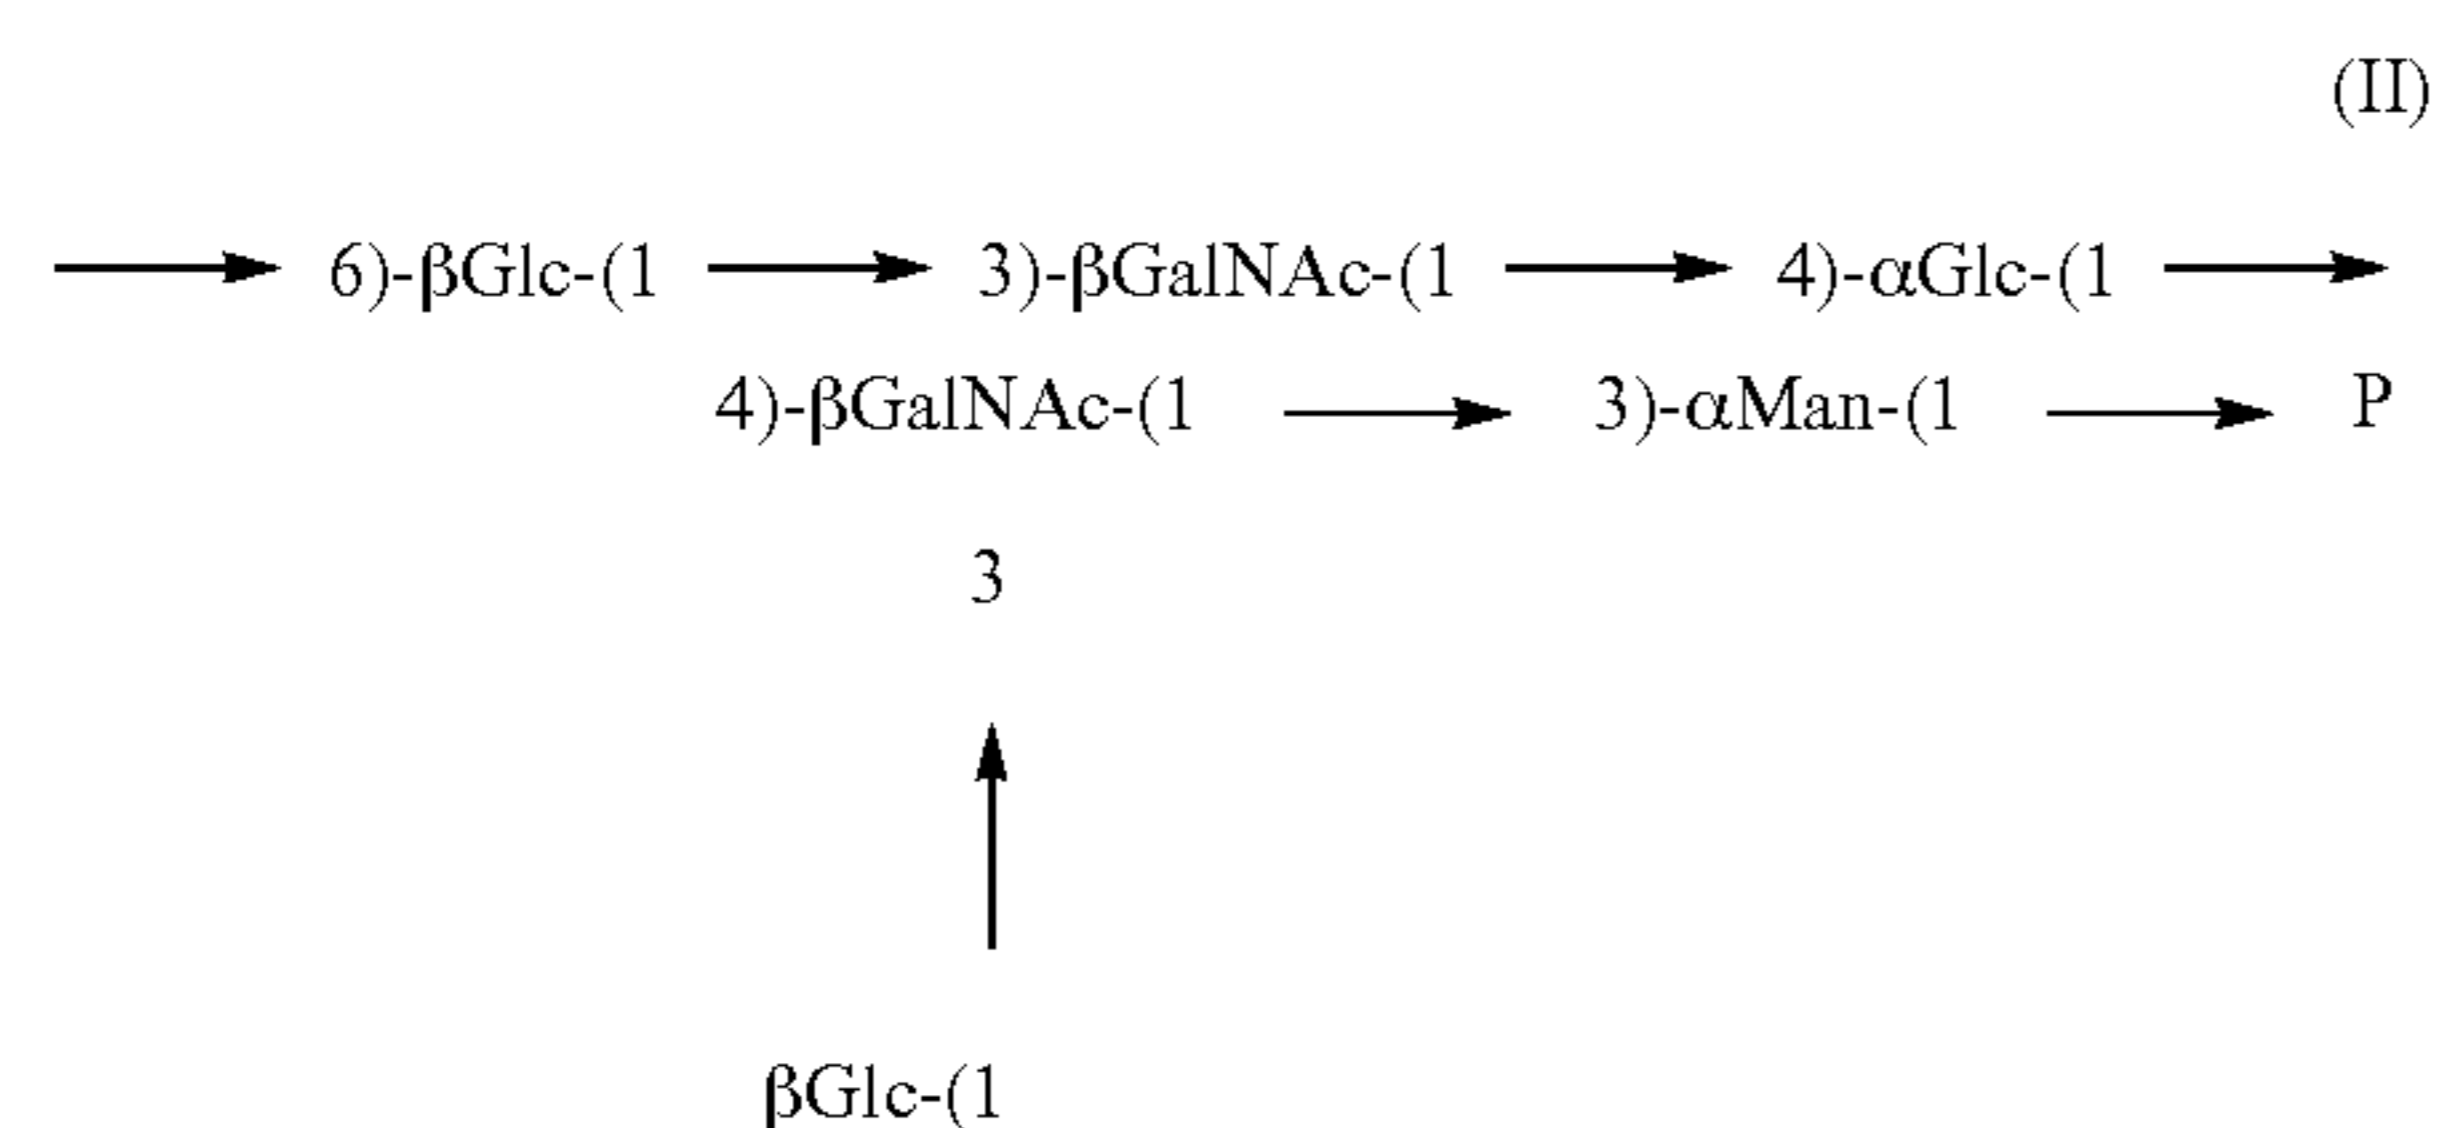 (II)
→ 6)-βGlc-(1 → 3)-βGalNAc-(1 → 4)-αGlc-(1 →
4)-βGalNAc-(1 → 3)-αMan-(1 → P
3
↑
βGlc-(1